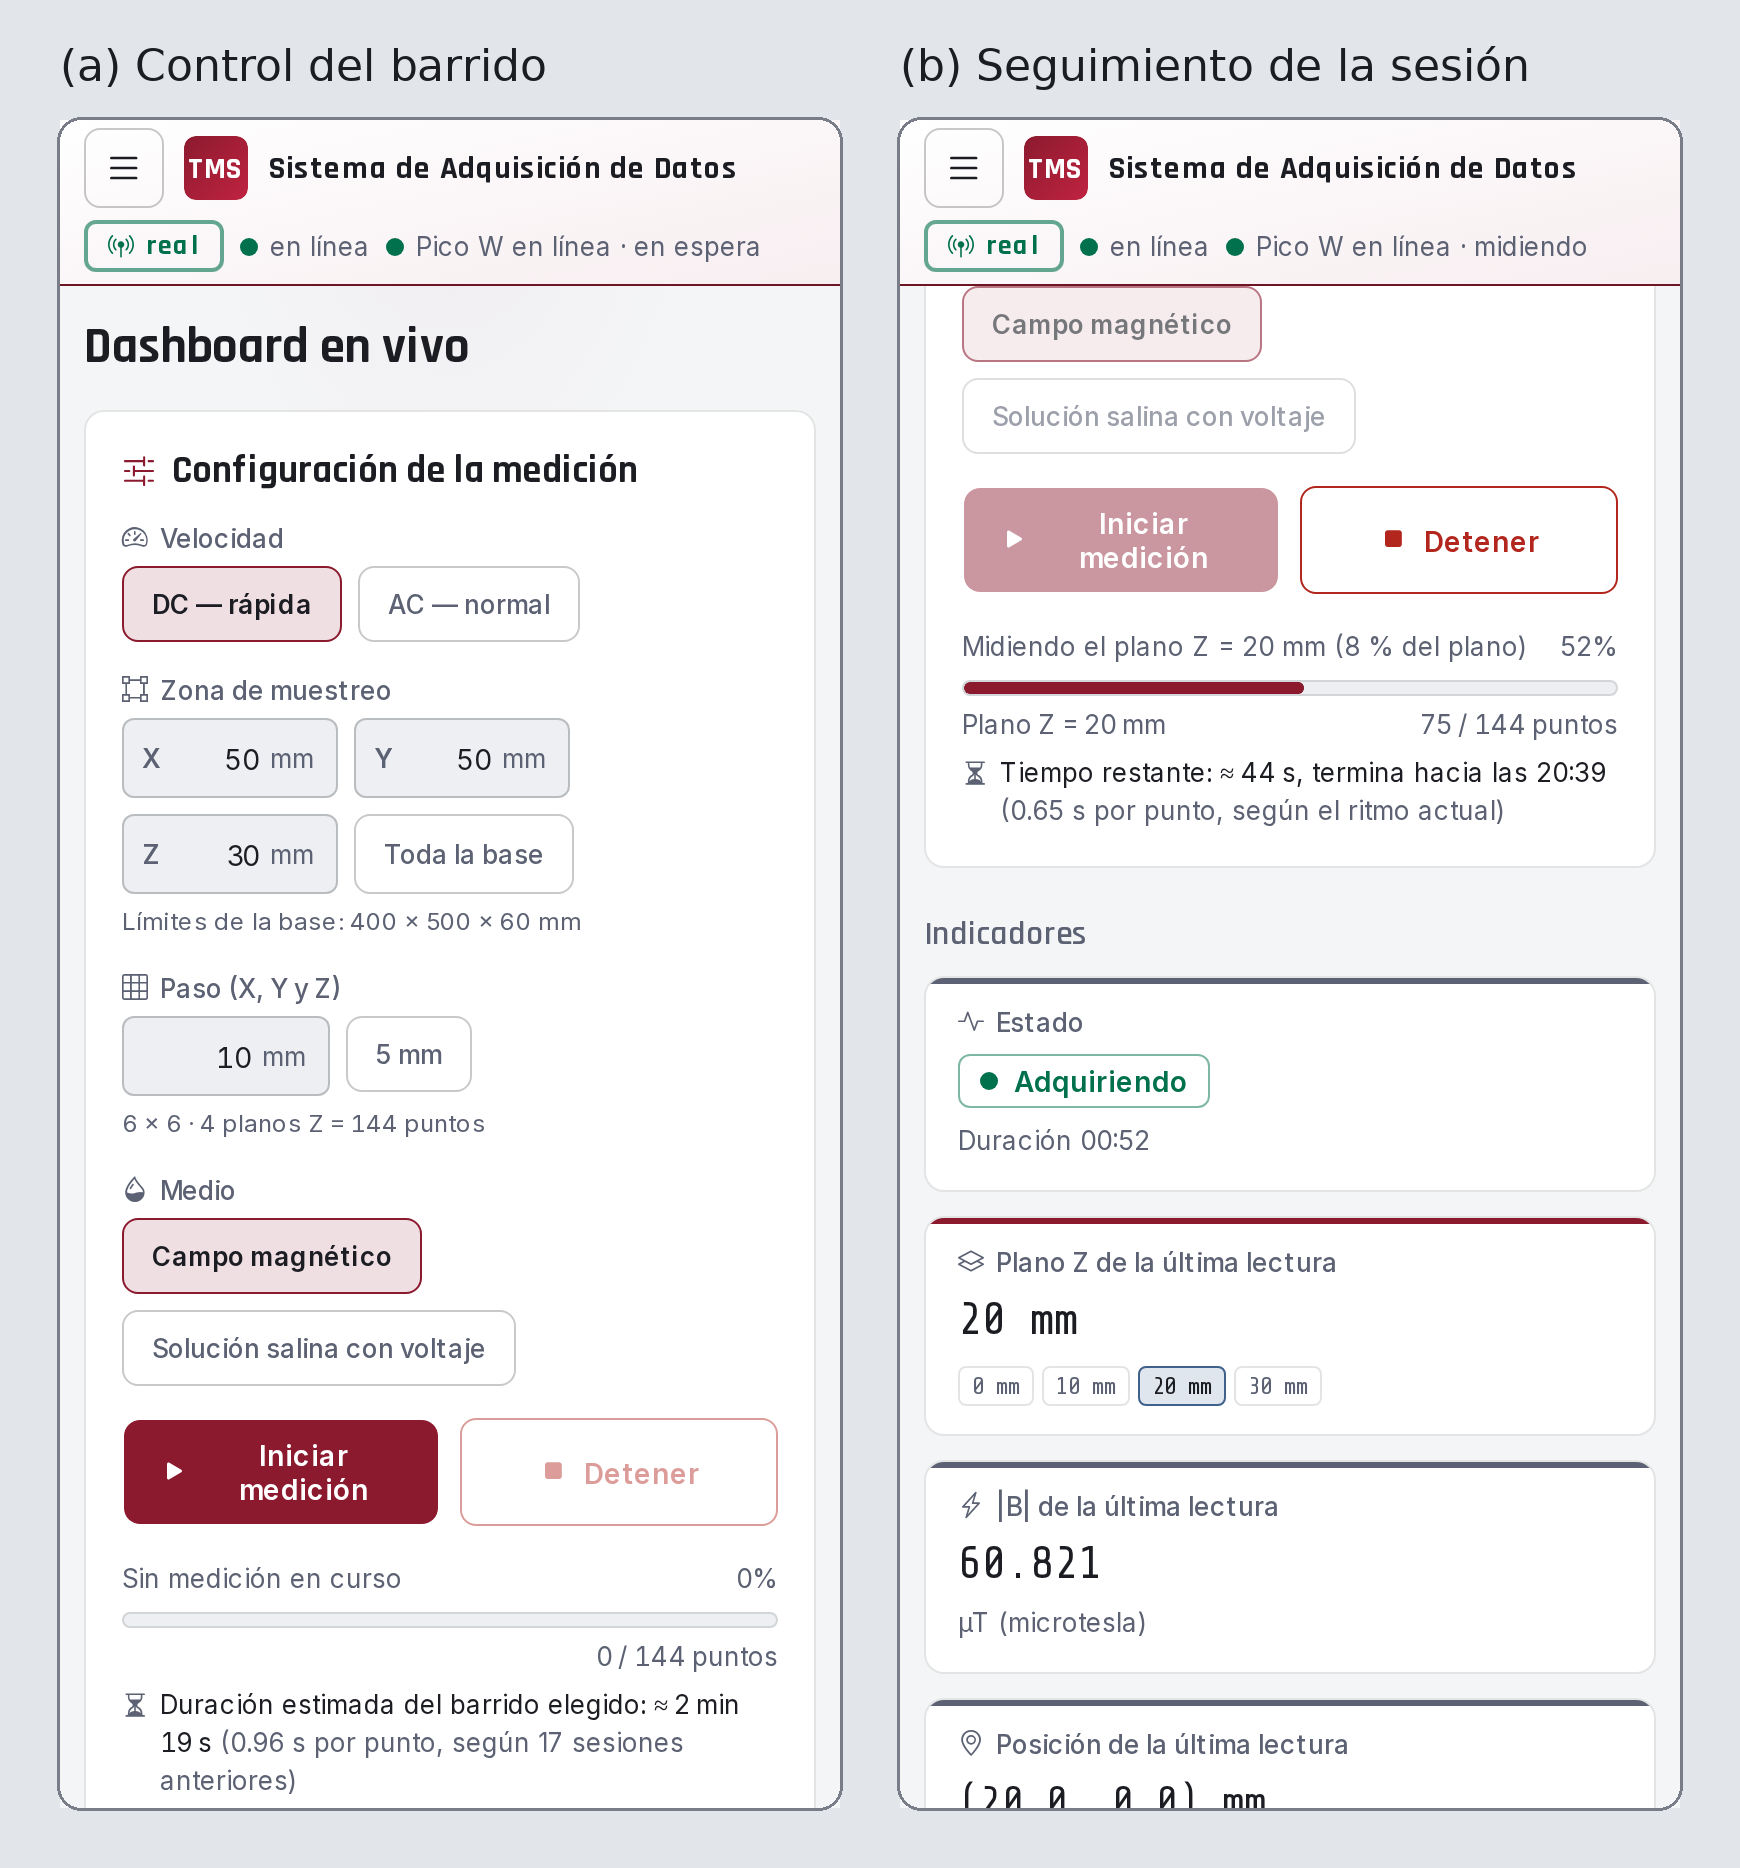 (a) Control del barrido
TMS Sistema de Adquisición de Datos
real en línea Pico W en línea · en espera
Dashboard en vivo
Configuración de la medición
Velocidad
DC — rápida AC — normal
Zona de muestreo
X 50 mm Y 50 mm
Z 30 mm Toda la base
Límites de la base: 400 × 500 × 60 mm
Paso (X, Y y Z)
10 mm 5 mm
6 × 6 · 4 planos Z = 144 puntos
Medio
Campo magnético
Solución salina con voltaje
Iniciar
medición
Detener
Sin medición en curso 0%
0 / 144 puntos
Duración estimada del barrido elegido: ≈ 2 min
19 s (0.96 s por punto, según 17 sesiones
anteriores)
(b) Seguimiento de la sesión
TMS Sistema de Adquisición de Datos
real en línea Pico W en línea · midiendo
Campo magnético
Solución salina con voltaje
Iniciar
medición
Detener
Midiendo el plano Z = 20 mm (8 % del plano) 52%
Plano Z = 20 mm 75 / 144 puntos
Tiempo restante: ≈ 44 s, termina hacia las 20:39
(0.65 s por punto, según el ritmo actual)
Indicadores
Estado
Adquiriendo
Duración 00:52
Plano Z de la última lectura
20 mm
0 mm 10 mm 20 mm 30 mm
|B| de la última lectura
60.821
µT (microtesla)
Posición de la última lectura
(20.0, 0.0) mm